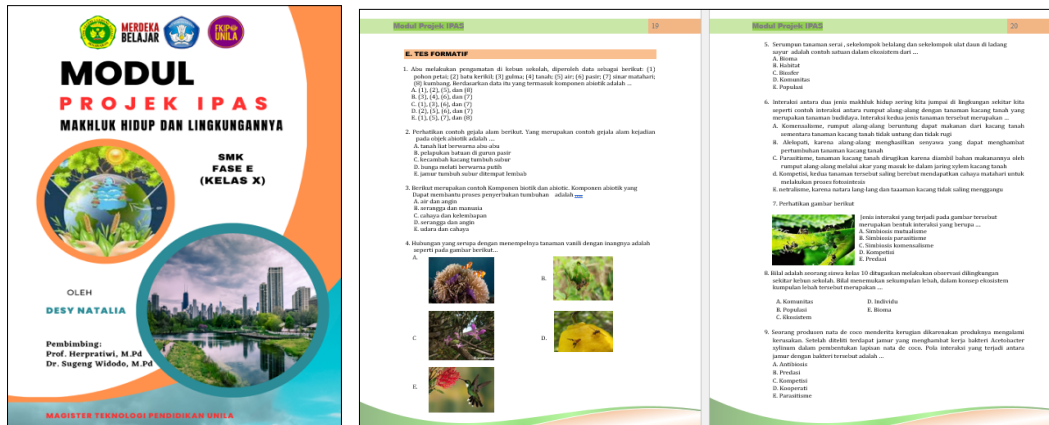 MERDEKA
BELAJAR
FKIP
UNILA
MODUL
PROJEK IPAS
MAKHLUK HIDUP DAN LINGKUNGANNYA
SMK
FASE E
(KELAS X)
OLEH
DESY NATALIA
Pembimbing:
Prof. Herpratiwi, M.Pd
Dr. Sugeng Widodo, M.Pd
MAGISTER TEKNOLOGI PENDIDIKAN UNILA
Modul Projek IPAS 19
E. TES FORMATIF
1. Abu melakukan pengamatan di kebun sekolah, diperoleh data sebagai berikut: (1)
pohon petai; (2) batu kerikil; (3) gulma; (4) tanah; (5) air; (6) pasir; (7) sinar matahari;
(8) kumbang. Berdasarkan data itu yang termasuk komponen abiotik adalah ...
A. (1), (2), (5), dan (8)
B. (3), (4), (6), dan (7)
C. (1), (3), (6), dan (7)
D. (2), (5), (6), dan (7)
E. (1), (5), (7), dan (8)
2. Perhatikan contoh gejala alam berikut. Yang merupakan contoh gejala alam kejadian
pada objek abiotik adalah ...
A. tanah liat berwarna abu-abu
B. pelapukan batuan di gurun pasir
C. kecambah kacang tumbuh subur
D. bunga melati berwarna putih
E. jamur tumbuh subur ditempat lembab
3. Berikut merupakan contoh Komponen biotik dan abiotic. Komponen abiotik yang
Dapat membantu proses penyerbukan tumbuhan adalah ....
A. air dan angin
B. serangga dan manusia
C. cahaya dan kelembapan
D. serangga dan angin
E. udara dan cahaya
4. Hubungan yang serupa dengan menempelnya tanaman vanili dengan inangnya adalah
seperti pada gambar berikut...
A.
B.
C
D.
E.
Modul Projek IPAS 20
5. Serumpun tanaman serai , sekelompok belalang dan sekelompok ulat daun di ladang
sayur adalah contoh satuan dalam ekosistem dari ....
A. Bioma
B. Habitat
C. Biosfer
D. Komunitas
E. Populasi
6. Interaksi antara dua jenis makhluk hidup sering kita jumpai di lingkungan sekitar kita
seperti contoh interaksi antara rumput alang-alang dengan tanaman kacang tanah yang
merupakan tanaman budidaya. Interaksi kedua jenis tanaman tersebut merupakan ...
A. Komensalisme, rumput alang-alang beruntung dapat makanan dari kacang tanah
sementara tanaman kacang tanah tidak untung dan tidak rugi
B. Alelopati, karena alang-alang menghasilkan senyawa yang dapat menghambat
pertumbuhan tanaman kacang tanah
C. Parasitisme, tanaman kacang tanah dirugikan karena diambil bahan makanannya oleh
rumput alang-alang melalui akar yang masuk ke dalam jaring xylem kacang tanah
d. Kompetisi, kedua tanaman tersebut saling berebut mendapatkan cahaya matahari untuk
melakukan proses fotosintesis
E. netralisme, karena natara lang-lang dan taaaman kacang tidak saling menggangu
7. Perhatikan gambar berikut
Jenis interaksi yang terjadi pada gambar tersebut
merupakan bentuk interaksi yang berupa ....
A. Simbiosis mutualisme
B. Simbiosis parasitisme
C. Simbiosis komensalisme
D. Kompetisi
E. Predasi
8. Bilal adalah seorang siswa kelas 10 ditugaskan melakukan observasi dilingkungan
sekitar kebun sekolah. Bilal menemukan sekumpulan lebah, dalam konsep ekosistem
kumpulan lebah tersebut merupakan ....
A. Komunitas D. Individu
B. Populasi E. Bioma
C. Ekosistem
9. Seorang produsen nata de coco menderita kerugian dikarenakan produknya mengalami
kerusakan. Setelah diteliti terdapat jamur yang menghambat kerja bakteri Acetobacter
xylinum dalam pembentukan lapisan nata de coco. Pola interaksi yang terjadi antara
jamur dengan bakteri tersebut adalah ...
A. Antibiosis
B. Predasi
C. Kompetisi
D. Kooperati
E. Parasitisme